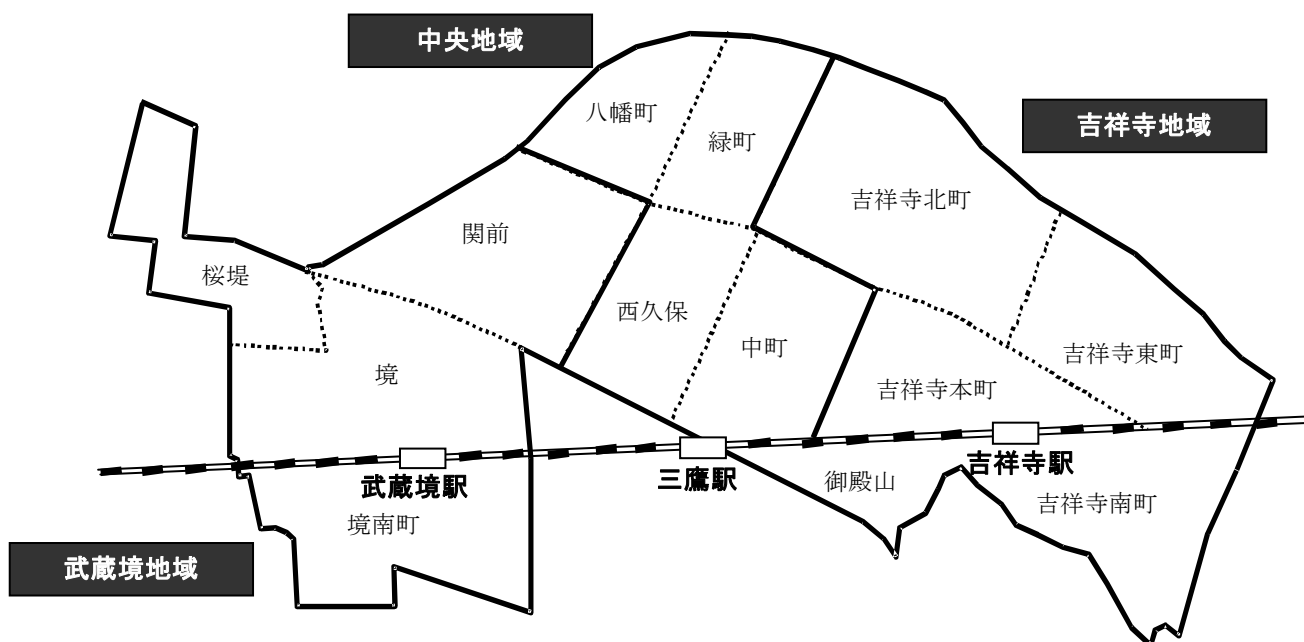 中央地域
吉祥寺地域
八幡町
緑町
吉祥寺北町
関前
桜堤
西久保
中町
吉祥寺東町
境
吉祥寺本町
武蔵境駅
三鷹駅
吉祥寺駅
御殿山
吉祥寺南町
境南町
武蔵境地域